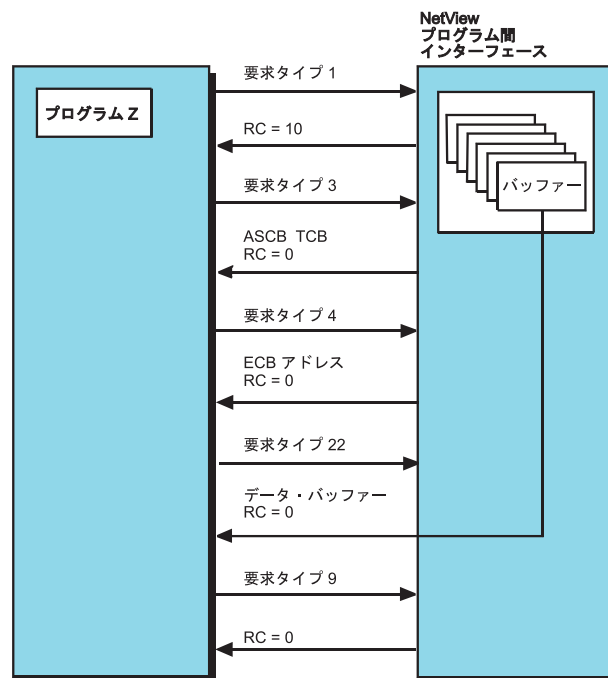 NetView
プログラム間
インターフェース
プログラム Z
要求タイプ 1
RC = 10
バッファー
要求タイプ 3
ASCB TCB
RC = 0
要求タイプ 4
ECB アドレス
RC = 0
要求タイプ 22
データ・バッファー
RC = 0
要求タイプ 9
RC = 0